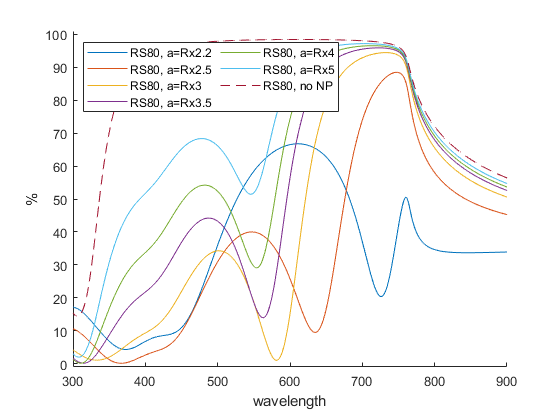 100
90
80
70
60
50
40
30
20
10
0
%
RS80, a=Rx2.2
RS80, a=Rx2.5
RS80, a=Rx3
RS80, a=Rx3.5
RS80, a=Rx4
RS80, a=Rx5
RS80, no NP
300 400 500 600 700 800 900
wavelength